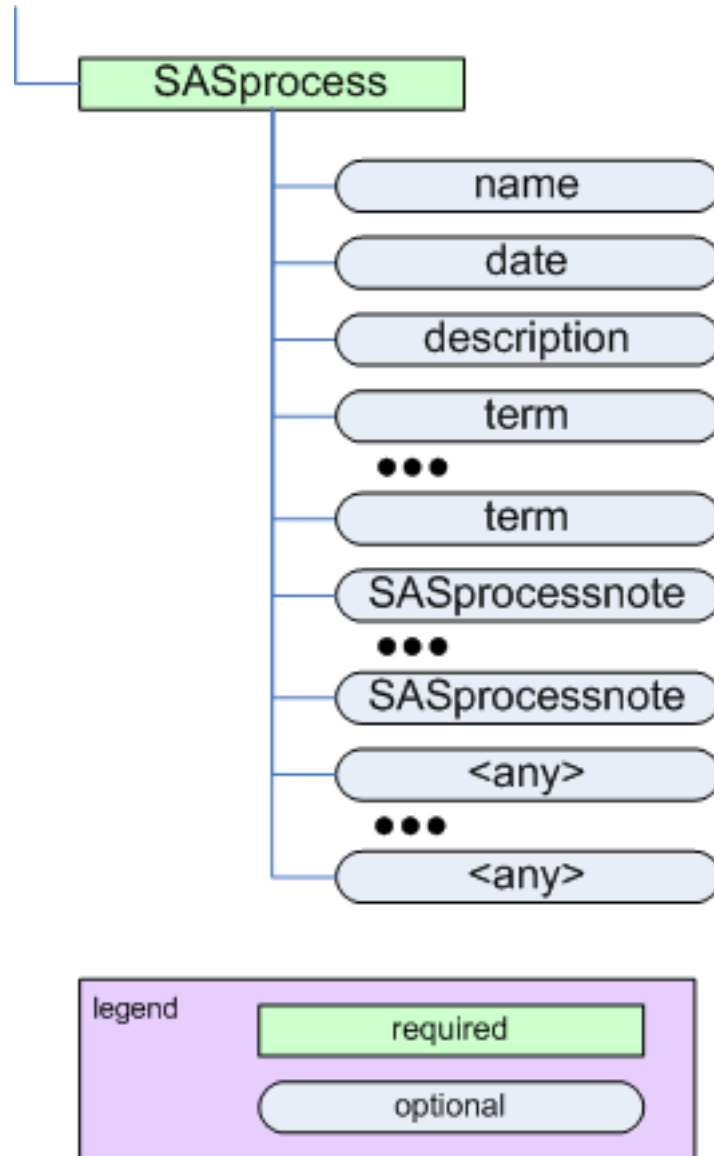 SASprocess
name
date
description
term
term
SASprocessnote
SASprocessnote
<any>
<any>
legend
required
optional